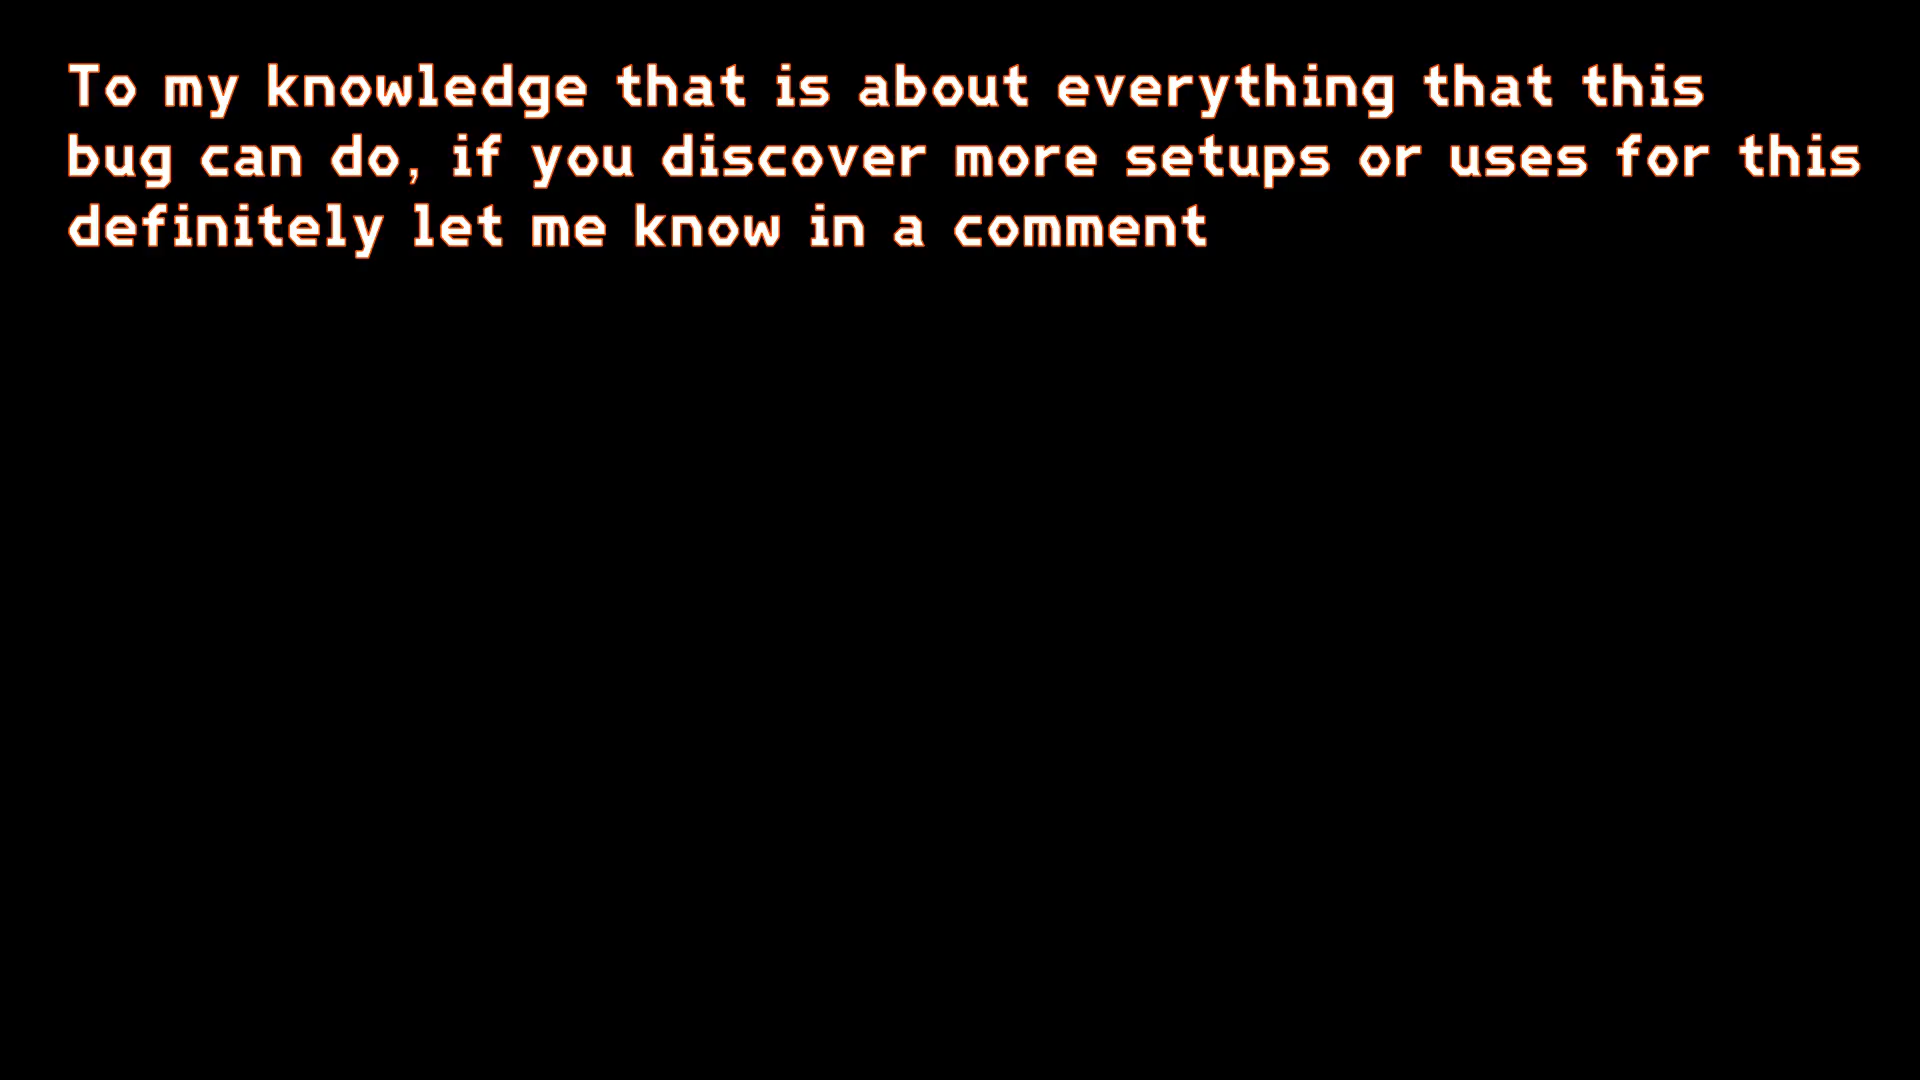 To my knowledge that is about everything that this
bug can do, if you discover more setups or uses for this
definitely let me know in a comment